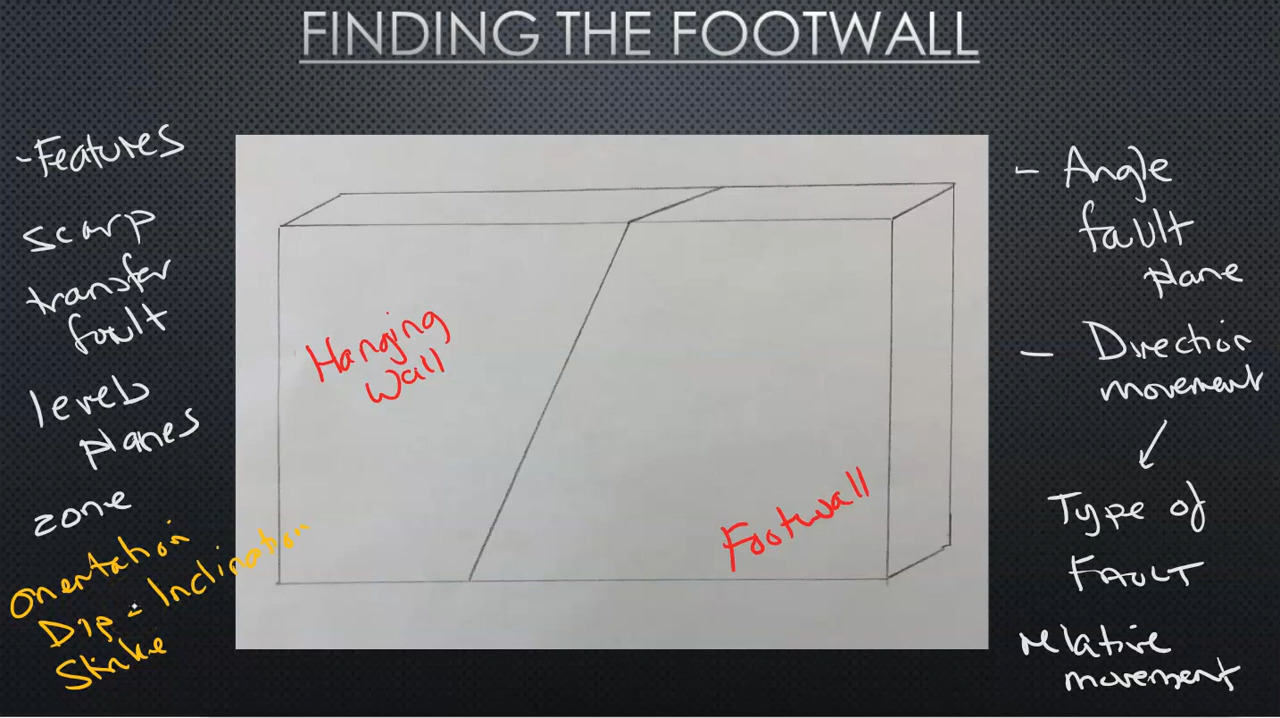 FINDING THE FOOTWALL
-Features
scarp
transfer
fault
levels
planes
zone
Orientation
Dip - Inclination
Strike
Hanging
Wall
Footwall
- Angle
fault
plane
- Direction
movement
Type of
FAULT
relative
movement